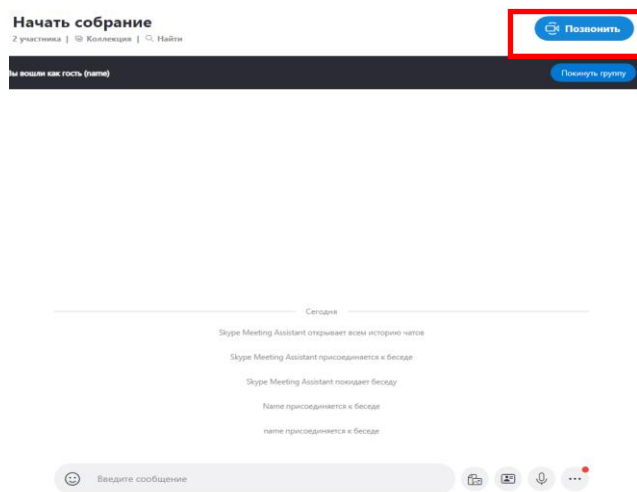 Начать собрание
Позвонить
2 участника | Коллекция | Найти
ы вошли как гость (name)
Покинуть группу
Сегодня
Skype Meeting Assistant открывает всем историю чатов
Skype Meeting Assistant присоединяется к беседе
Skype Meeting Assistant покидает беседу
Name присоединяется к беседе
name присоединяется к беседе
Введите сообщение